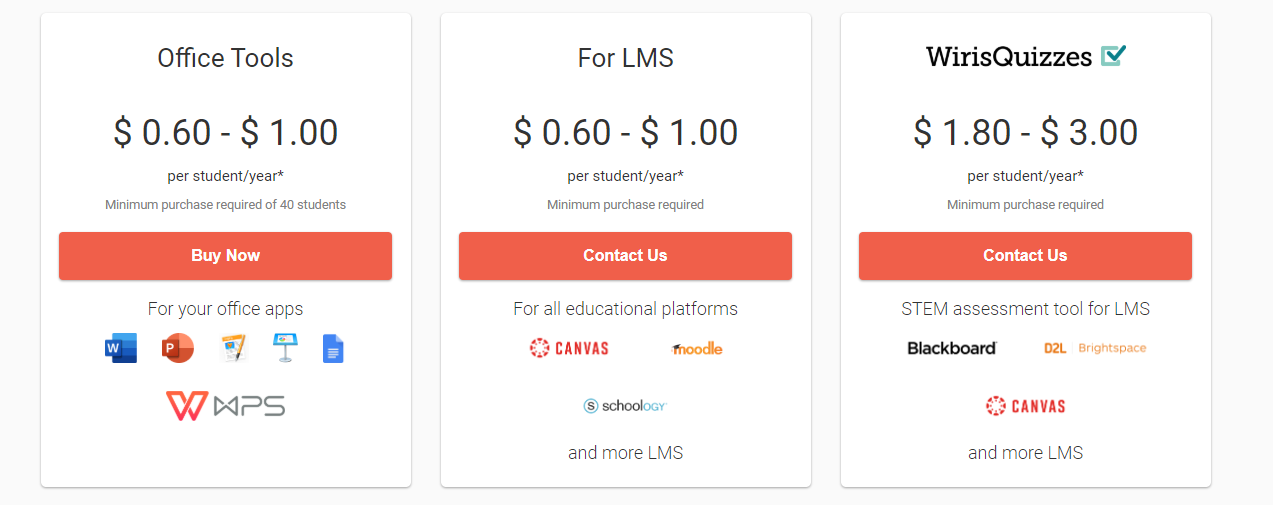 Office Tools
$ 0.60 - $ 1.00
per student/year*
Minimum purchase required of 40 students
Buy Now
For your office apps
W
P
WPS
For LMS
$ 0.60 - $ 1.00
per student/year*
Minimum purchase required
Contact Us
For all educational platforms
CANVAS
moodle
S schoology
and more LMS
WirisQuizzes
$ 1.80 - $ 3.00
per student/year*
Minimum purchase required
Contact Us
STEM assessment tool for LMS
Blackboard
D2L Brightspace
CANVAS
and more LMS